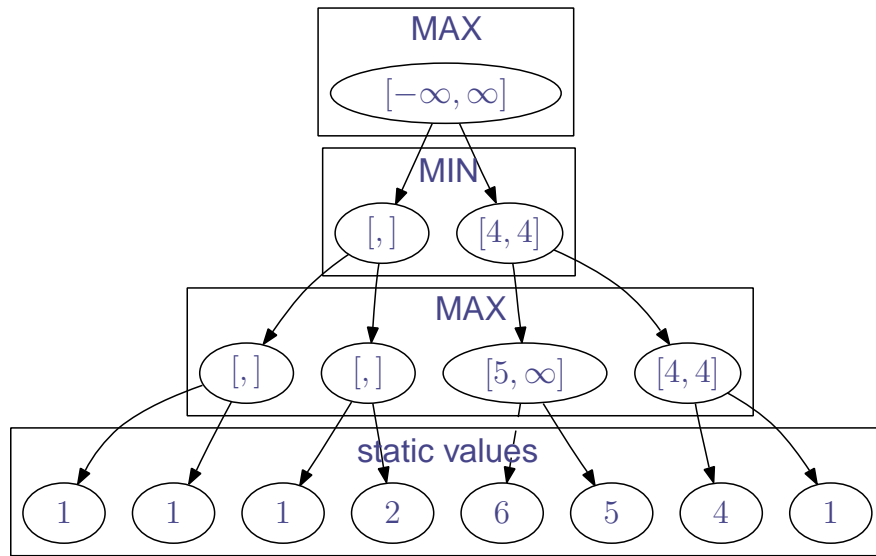 MAX
[−∞, ∞]
MIN
[, ] [4, 4]
MAX
[, ] [, ] [5, ∞] [4, 4]
static values
1 1 1 2 6 5 4 1